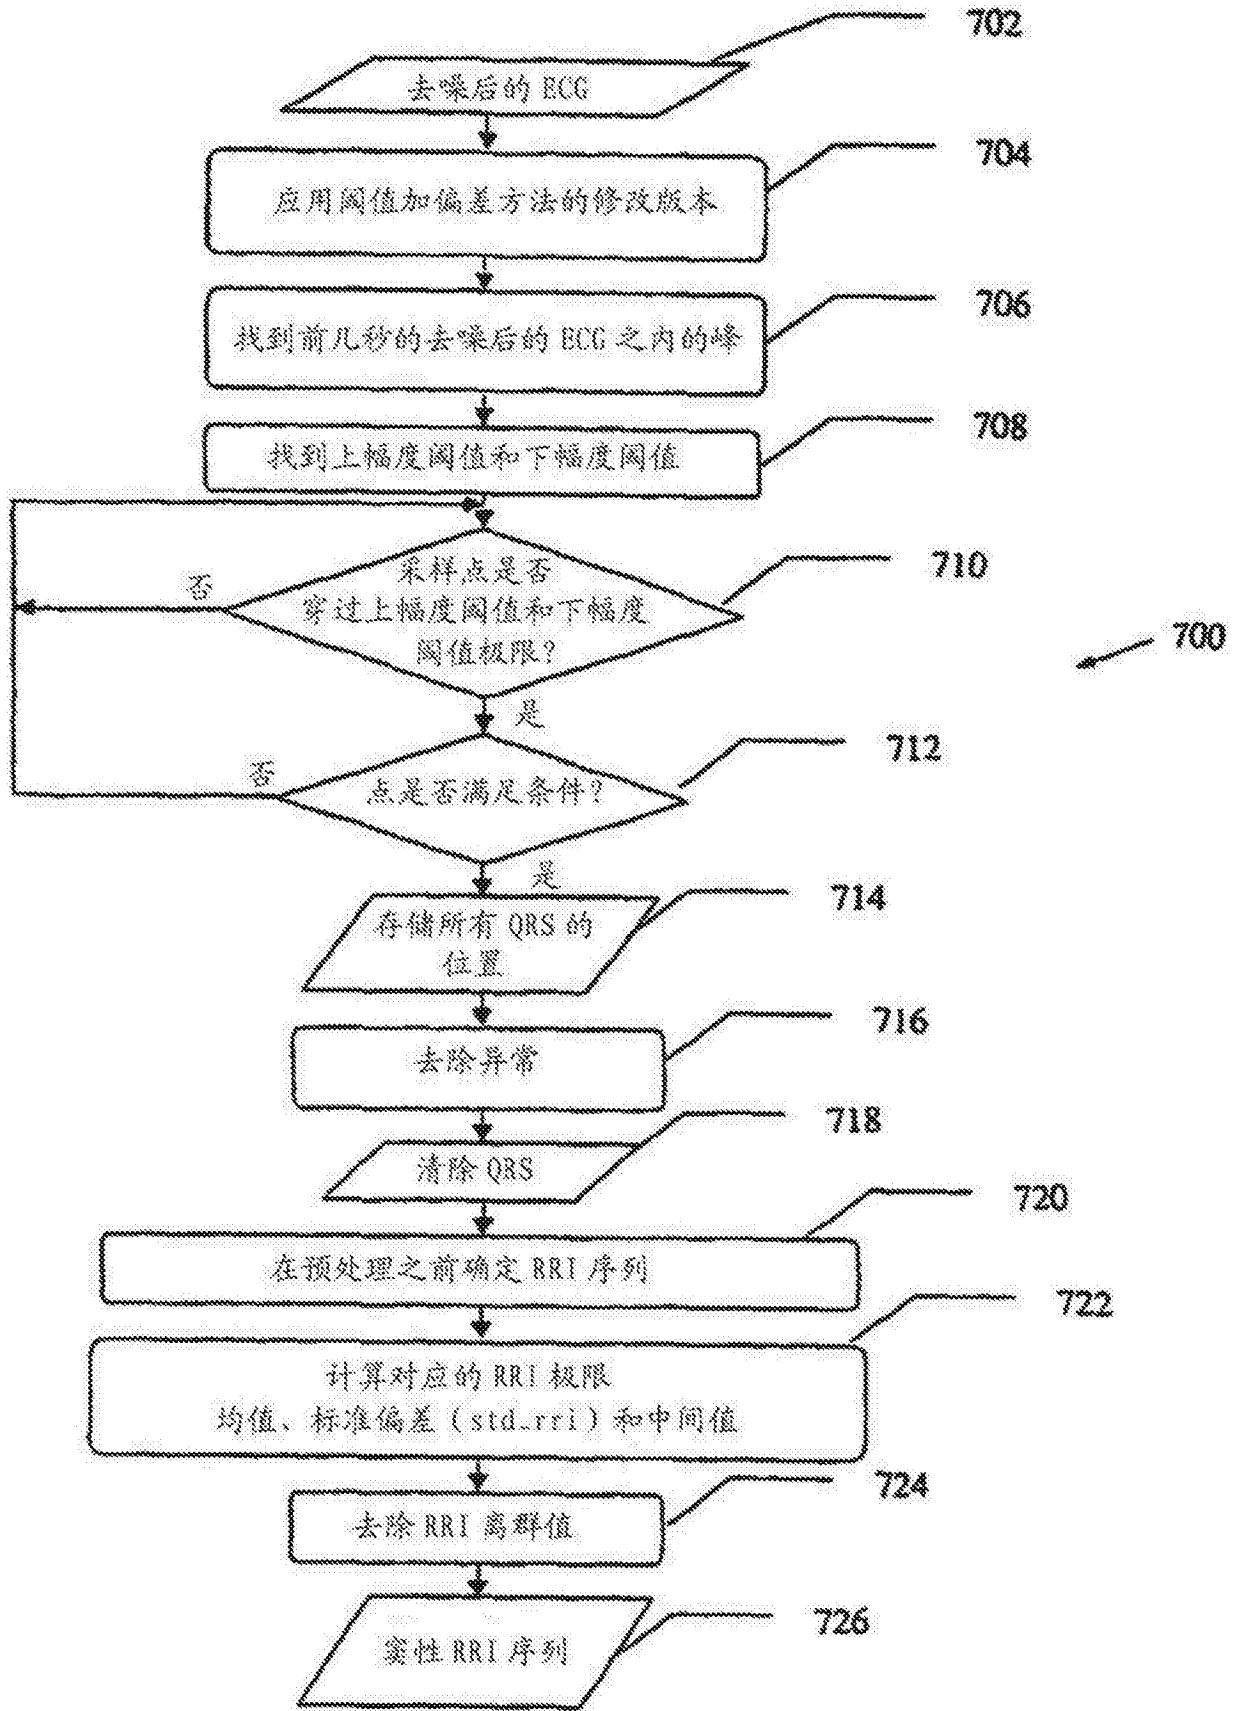 702
去噪后的 ECG
704
应用阈值加偏差方法的修改版本
706
找到前几秒的去噪后的 ECG 之内的峰
708
找到上幅度阈值和下幅度阈值
710
采样点是否
穿过上幅度阈值和下幅度
阈值极限?
否
700
是
712
点是否满足条件?
否
是
714
存储所有 QRS 的
位置
716
去除异常
718
清除 QRS
720
在预处理之前确定 RRI 序列
722
计算对应的 RRI 极限
均值、标准偏差(std_rri)和中间值
724
去除 RRI 离群值
726
窦性 RRI 序列